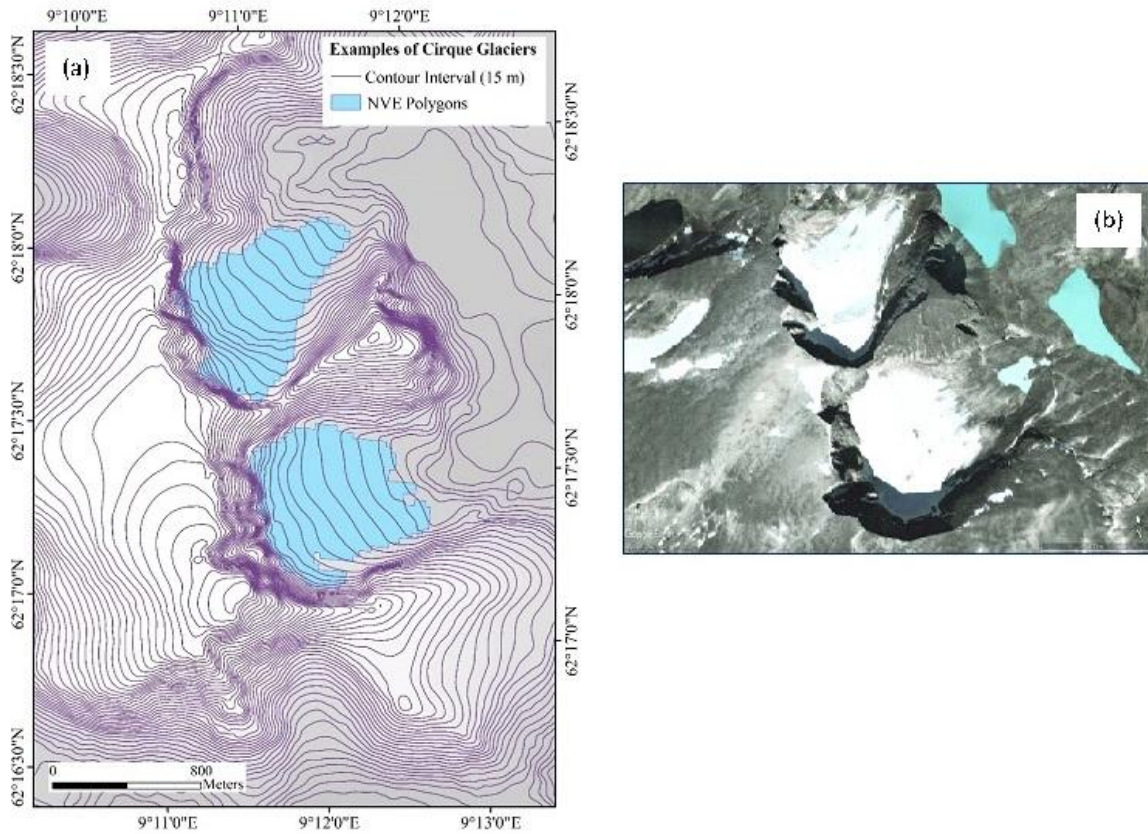 9°10'0"E 9°11'0"E 9°12'0"E
(a)
Examples of Cirque Glaciers
Contour Interval (15 m)
NVE Polygons
62°18'30"N
62°18'0"N
62°17'30"N
62°17'0"N
62°16'30"N
62°18'30"N
62°18'0"N
62°17'30"N
62°17'0"N
0 800
Meters
9°11'0"E 9°12'0"E 9°13'0"E
(b)